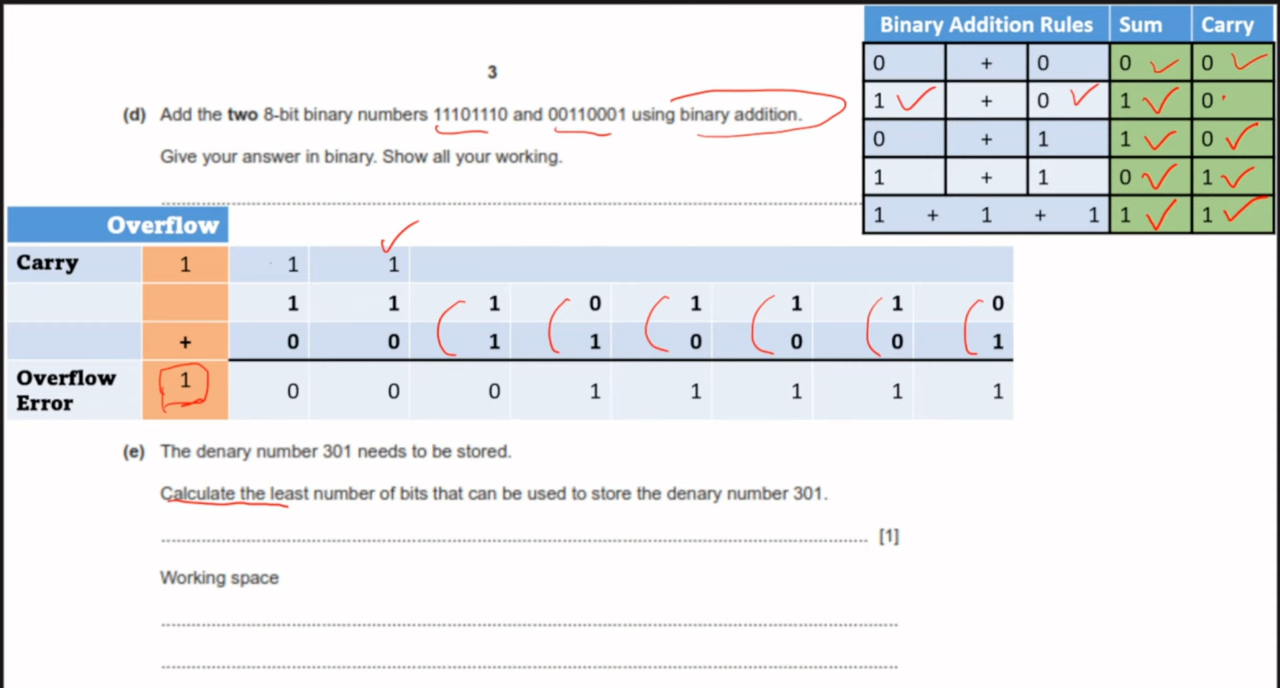 Binary Addition Rules Sum Carry
0 + 0 0 0
1 + 0 1 0
0 + 1 1 0
1 + 1 0 1
1 + 1 + 1 1 1
3
(d) Add the two 8-bit binary numbers 11101110 and 00110001 using binary addition.
Give your answer in binary. Show all your working.
Overflow
Carry 1 1 1
1 1 1 0 1 1 1 0
+ 0 0 1 1 0 0 0 1
Overflow Error 1 0 0 0 1 1 1 1 1
(e) The denary number 301 needs to be stored.
Calculate the least number of bits that can be used to store the denary number 301.
[1]
Working space